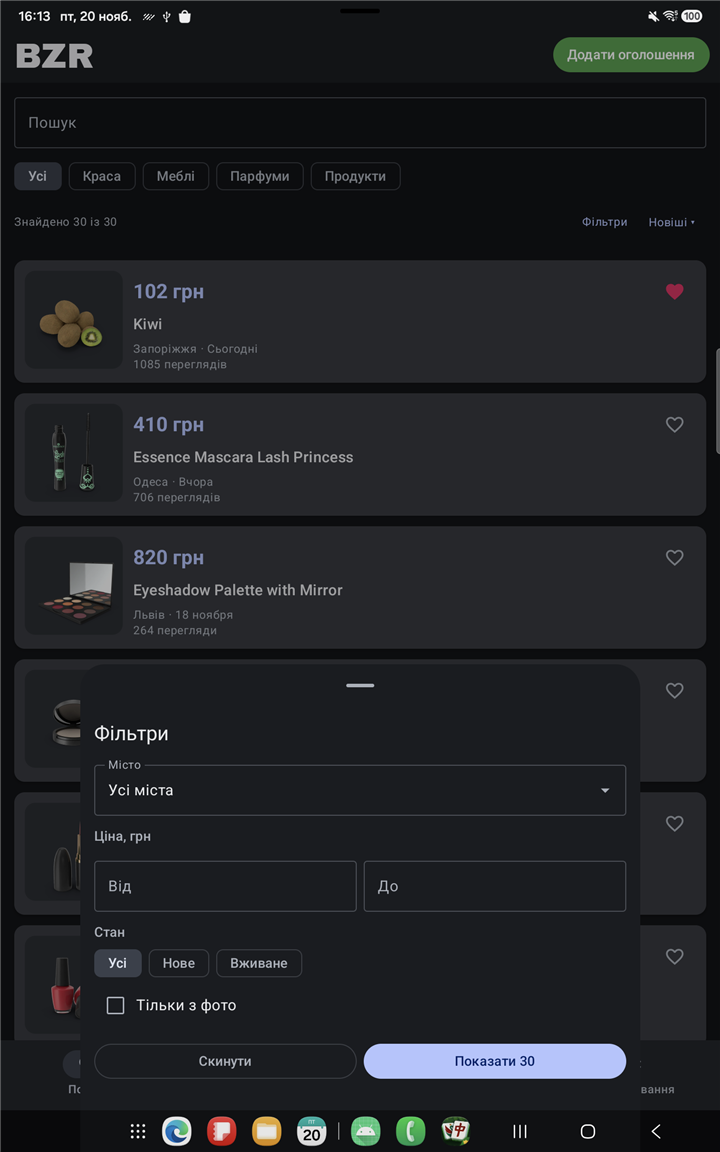 16:13 пт, 20 нояб. 100
BZR
Додати оголошення
Пошук
Усі Краса Меблі Парфуми Продукти
Знайдено 30 із 30 Фільтри Новіші
102 грн
Kiwi
Запоріжжя · Сьогодні
1085 переглядів
410 грн
Essence Mascara Lash Princess
Одеса · Вчора
706 переглядів
820 грн
Eyeshadow Palette with Mirror
Львів · 18 ноября
264 перегляди
Фільтри
Місто
Усі міста
Ціна, грн
Від До
Стан
Усі Нове Вживане
Тільки з фото
Скинути Показати 30
ПТ
20